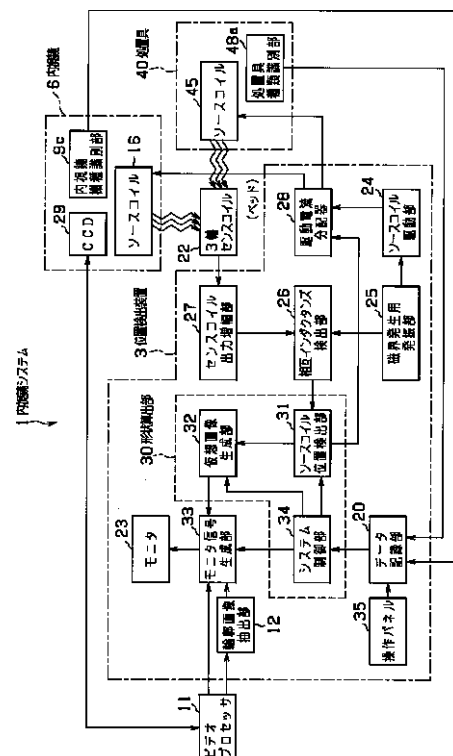 1 内視鏡システム
6 内視鏡
29
CCD
9c
内視鏡
機種識別部
16
ソースコイル
40 処置具
45
ソースコイル
48a
処置具
種類識別部
22
3軸
センスコイル
(ベッド)
3 位置検出装置
27
センスコイル
出力増幅部
28
駆動電流
分配器
26
相互インダクタンス
検出部
24
ソースコイル
駆動部
25
磁界発生用
発振部
30 形状算出部
32
仮想画像
生成部
31
ソースコイル
位置検出部
23
モニタ
33
モニタ信号
生成部
34
システム
制御部
20
データ
記録部
12
輪郭画像
抽出部
35
操作パネル
11
ビデオ
プロセッサ